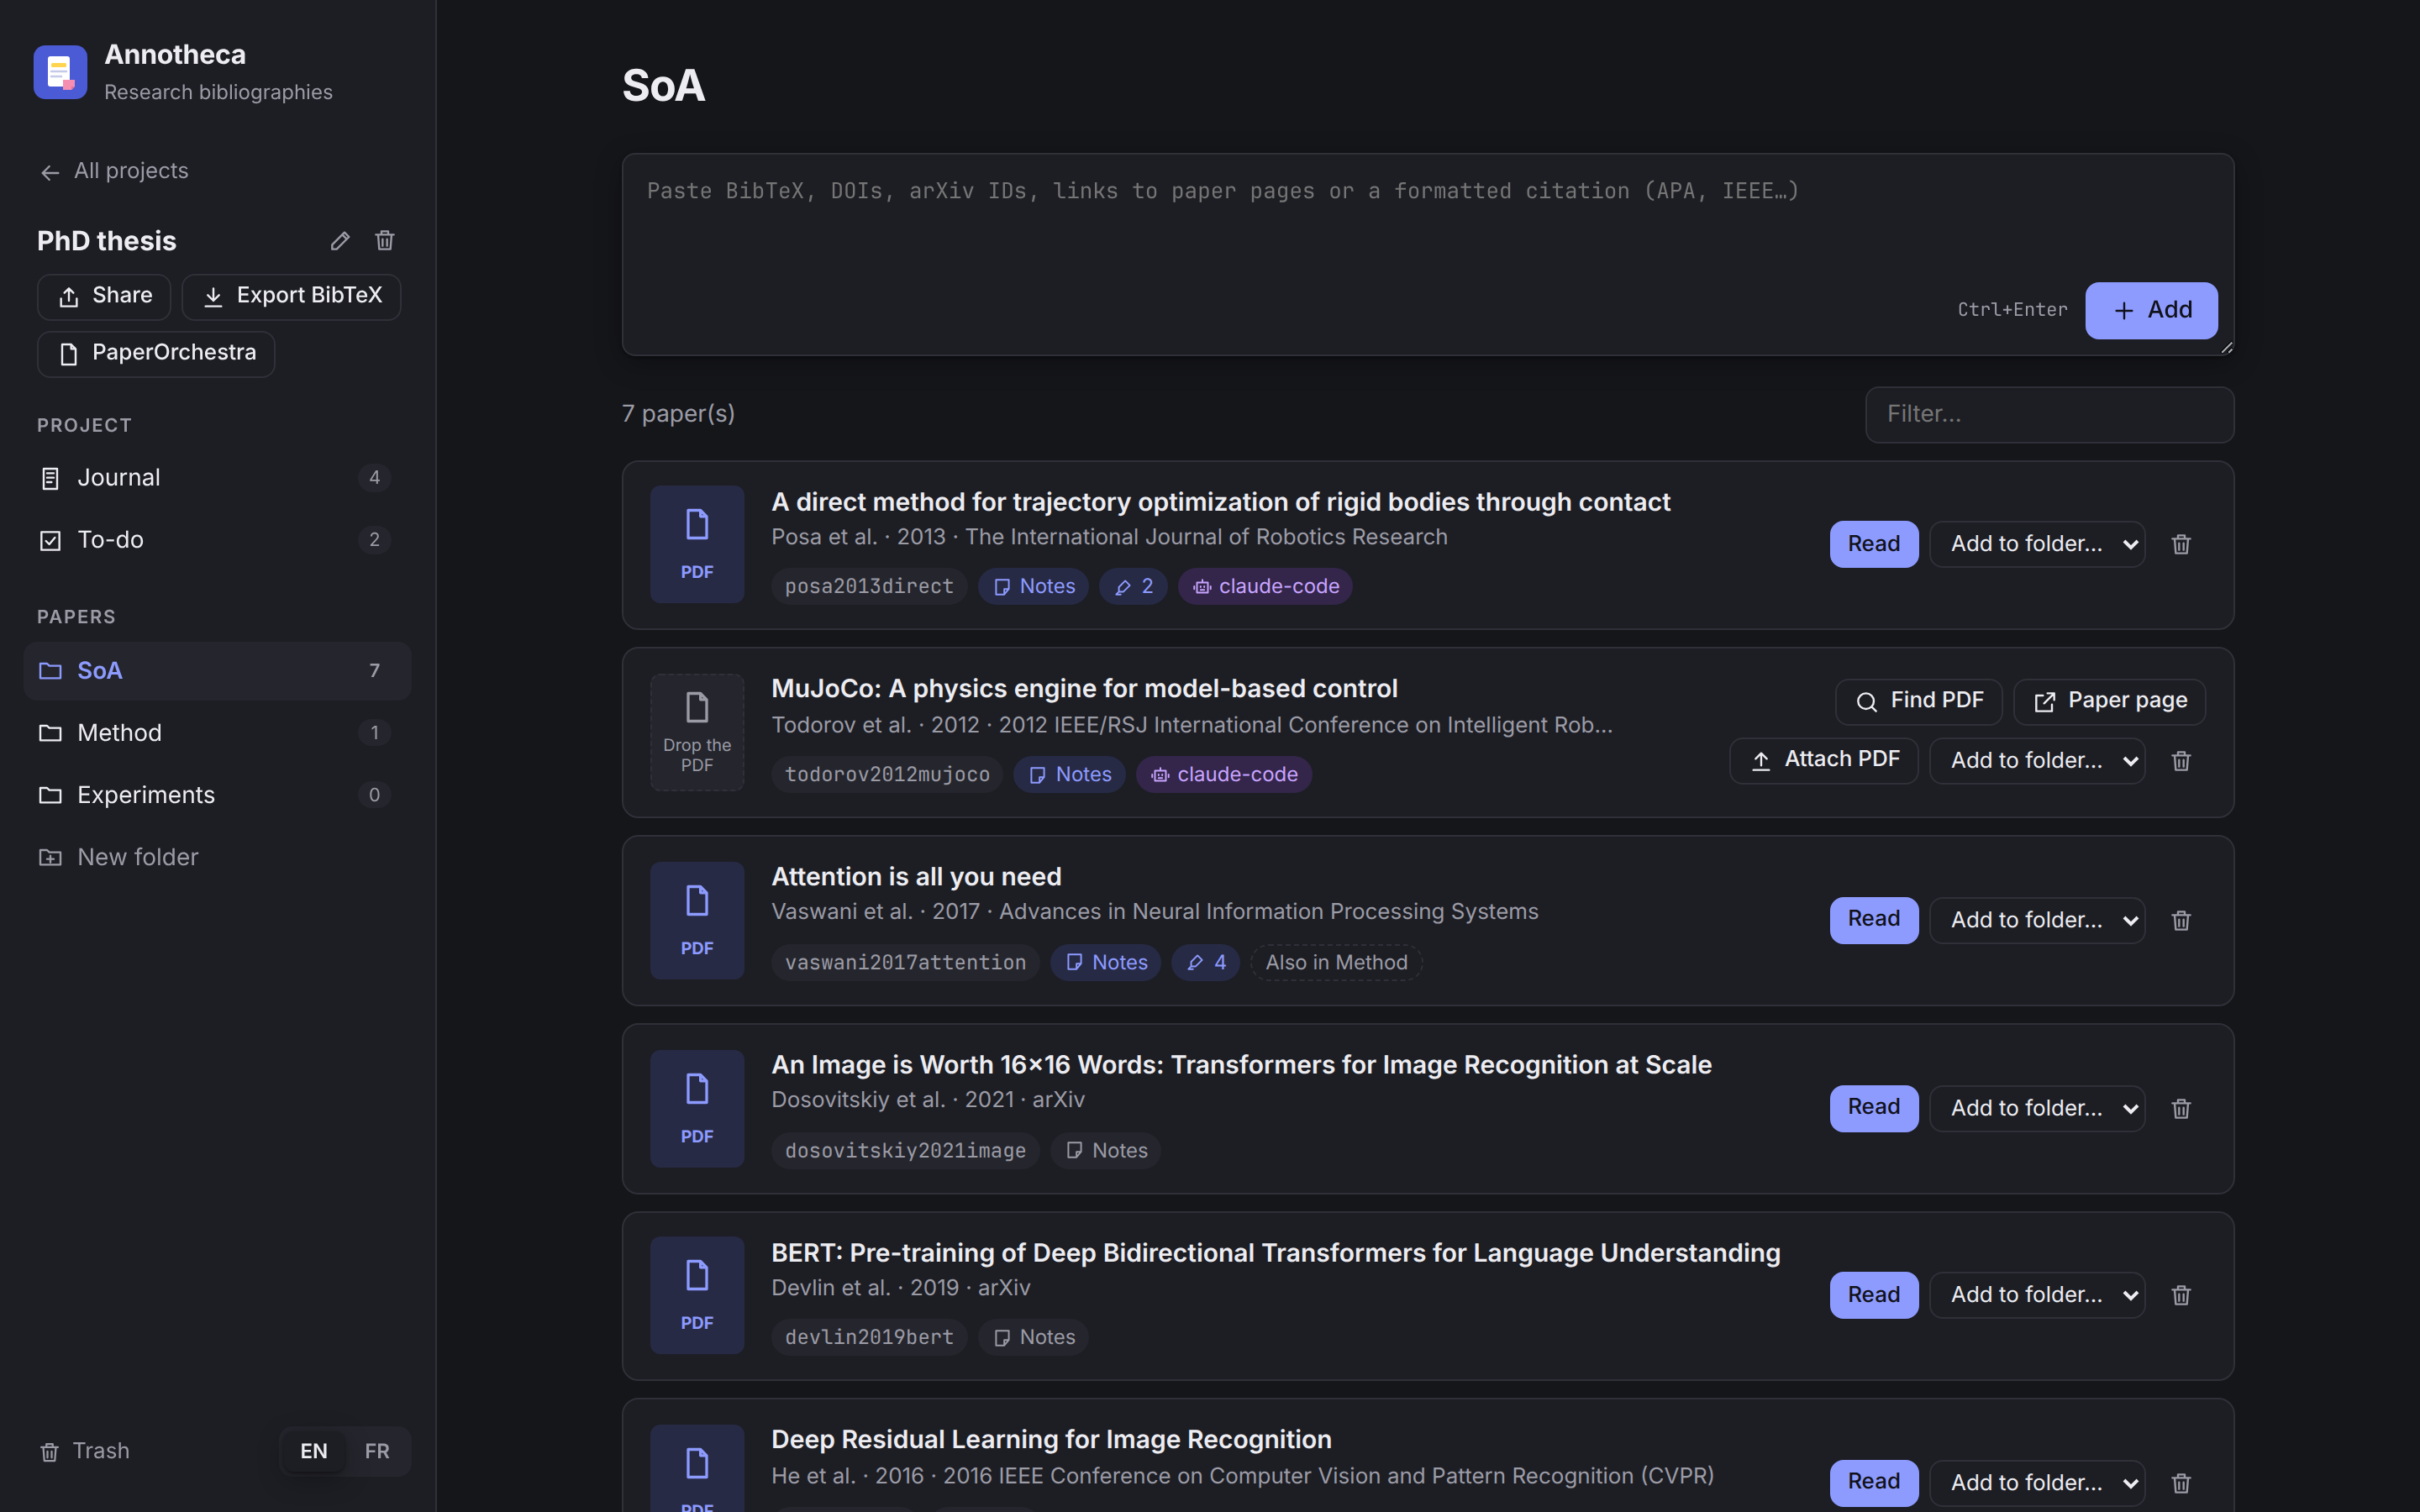 Annotheca
Research bibliographies
All projects
PhD thesis
Share
Export BibTeX
PaperOrchestra
PROJECT
Journal 4
To-do 2
PAPERS
SoA 7
Method 1
Experiments 0
New folder
Trash
EN FR
SoA
Paste BibTeX, DOIs, arXiv IDs, links to paper pages or a formatted citation (APA, IEEE…)
Ctrl+Enter
Add
7 paper(s)
Filter…
PDF
A direct method for trajectory optimization of rigid bodies through contact
Posa et al. · 2013 · The International Journal of Robotics Research
posa2013direct Notes 2 claude-code
Read Add to folder…
Drop the
PDF
MuJoCo: A physics engine for model-based control
Todorov et al. · 2012 · 2012 IEEE/RSJ International Conference on Intelligent Rob…
todorov2012mujoco Notes claude-code
Find PDF Paper page
Attach PDF Add to folder…
PDF
Attention is all you need
Vaswani et al. · 2017 · Advances in Neural Information Processing Systems
vaswani2017attention Notes 4 Also in Method
Read Add to folder…
PDF
An Image is Worth 16×16 Words: Transformers for Image Recognition at Scale
Dosovitskiy et al. · 2021 · arXiv
dosovitskiy2021image Notes
Read Add to folder…
PDF
BERT: Pre-training of Deep Bidirectional Transformers for Language Understanding
Devlin et al. · 2019 · arXiv
devlin2019bert Notes
Read Add to folder…
PDF
Deep Residual Learning for Image Recognition
He et al. · 2016 · 2016 IEEE Conference on Computer Vision and Pattern Recognition (CVPR)
Read Add to folder…